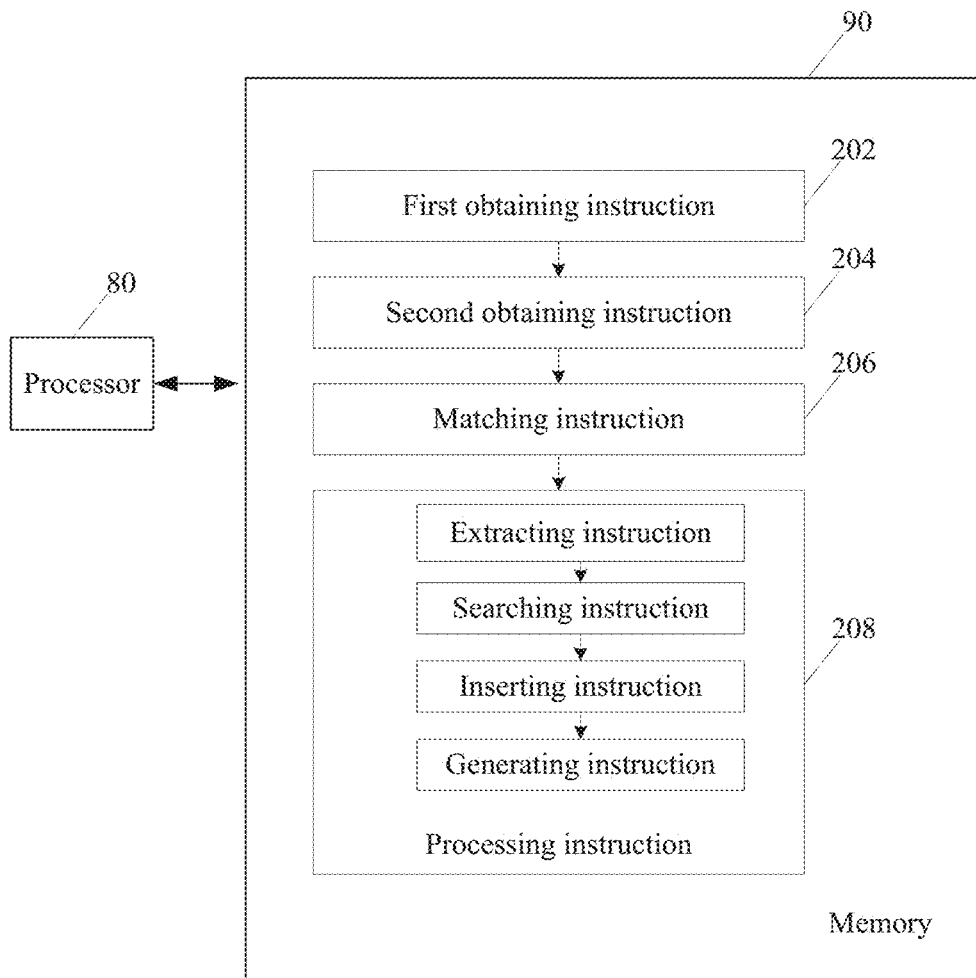 90
202
First obtaining instruction
204
Second obtaining instruction
80
Processor
206
Matching instruction
Extracting instruction
Searching instruction
208
Inserting instruction
Generating instruction
Processing instruction
Memory